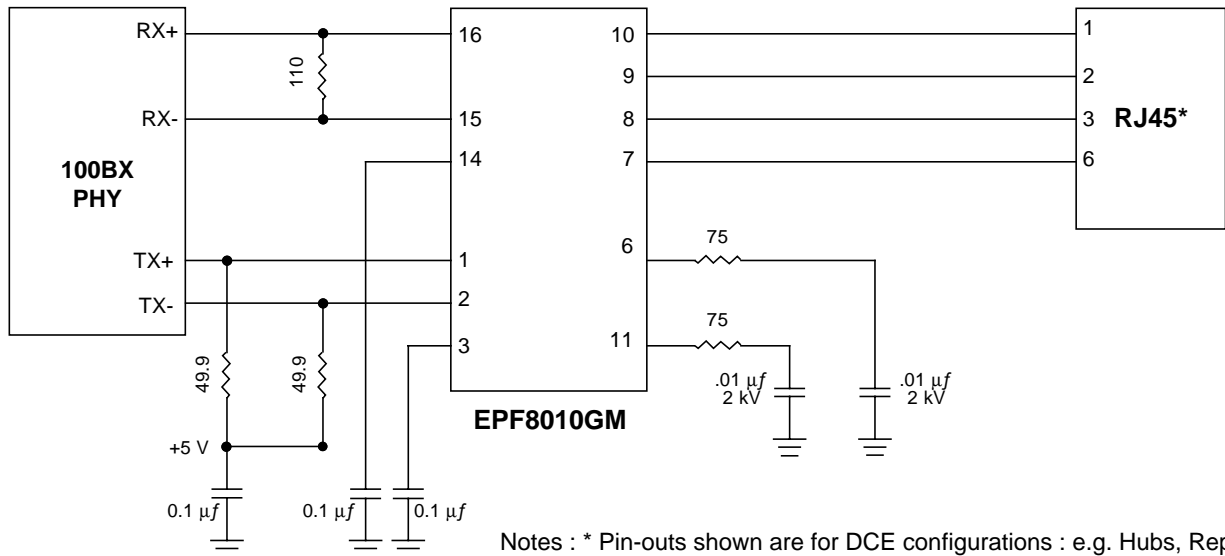 RX+
16
10
1
110
9
2
RX-
15
8
3
RJ45*
100BX
PHY
14
7
6
TX+
1
6
75
TX-
2
3
11
75
49.9
49.9
.01 µf
2 kV
.01 µf
2 kV
EPF8010GM
+5 V
0.1 µf
0.1 µf
0.1 µf
Notes : * Pin-outs shown are for DCE configurations : e.g. Hubs,